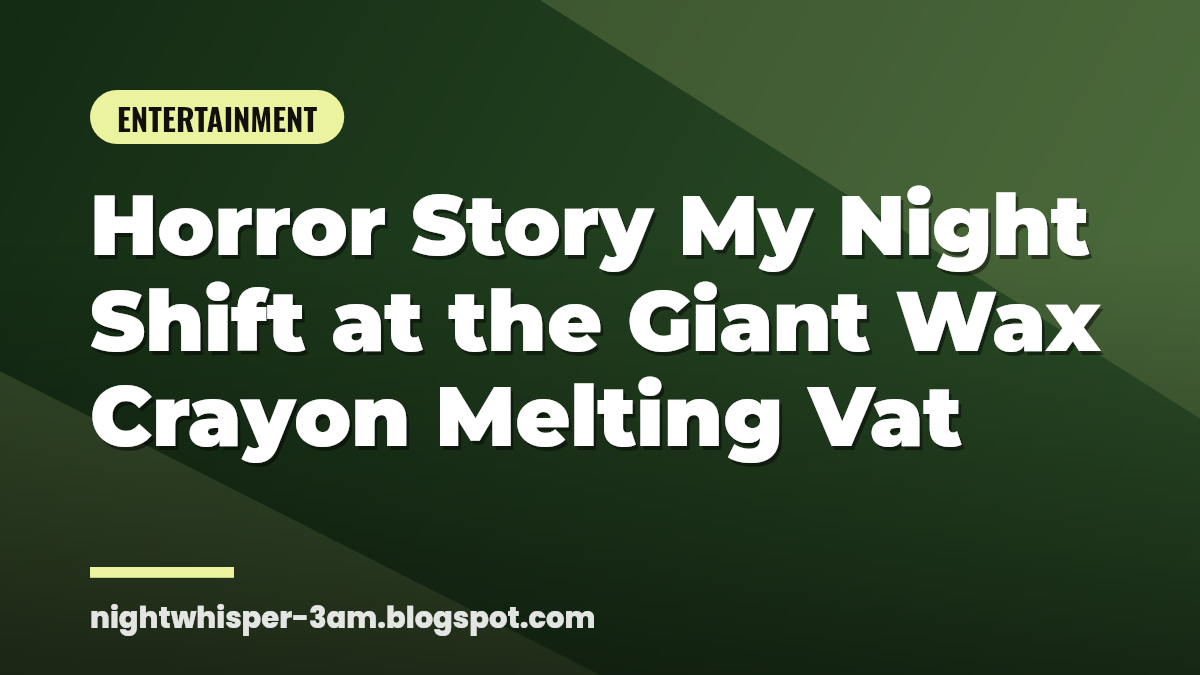 ENTERTAINMENT
Horror Story My Night
Shift at the Giant Wax
Crayon Melting Vat
nightwhisper-3am.blogspot.com